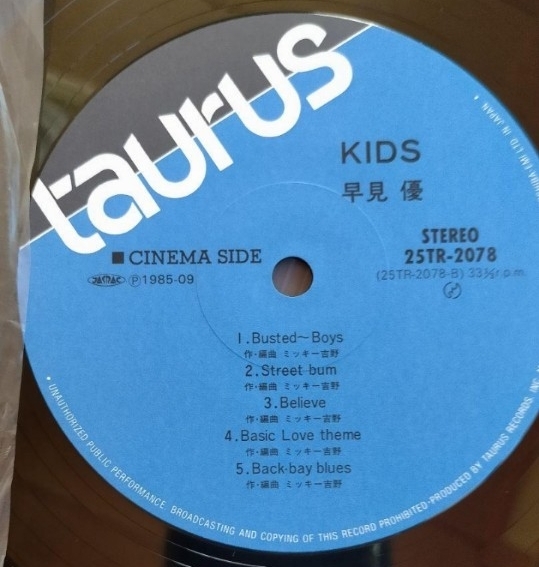 taurus
KIDS
早見 優
■CINEMA SIDE
JASRAC Ⓟ1985-09
STEREO
25TR-2078
(25TR-2078-B) 33⅓r.p.m
1.Busted〜Boys
作・編曲 ミッキー吉野
2.Street bum
作・編曲 ミッキー吉野
3.Believe
作・編曲 ミッキー吉野
4.Basic Love theme
作・編曲 ミッキー吉野
5.Back-bay blues
作・編曲 ミッキー吉野
• UNAUTHORIZED PUBLIC PERFORMANCE, BROADCASTING AND COPYING OF THIS RECORD PROHIBITED-PRODUCED BY TAURUS RECORDS, INC.
EMI LTD IN JAPAN •